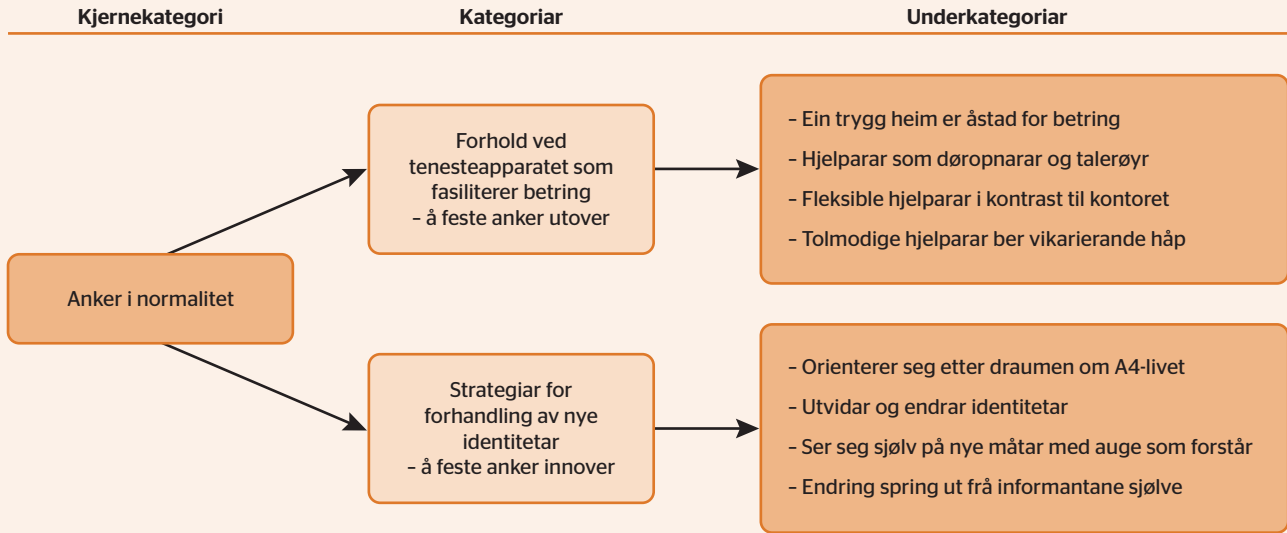 Kjernekategori
Kategoriar
Underkategoriar
Anker i normalitet
Forhold ved
tenesteapparatet som
fasiliterer betring
– å feste anker utover
– Ein trygg heim er åstad for betring
– Hjelparar som døropnarar og talerøyr
– Fleksible hjelparar i kontrast til kontoret
– Tolmodige hjelparar ber vikarierande håp
Strategiar for
forhandling av nye
identitetar
– å feste anker innover
– Orienterer seg etter draumen om A4-livet
– Utvidar og endrar identitetar
– Ser seg sjølv på nye måtar med auge som forstår
– Endring spring ut frå informantane sjølve